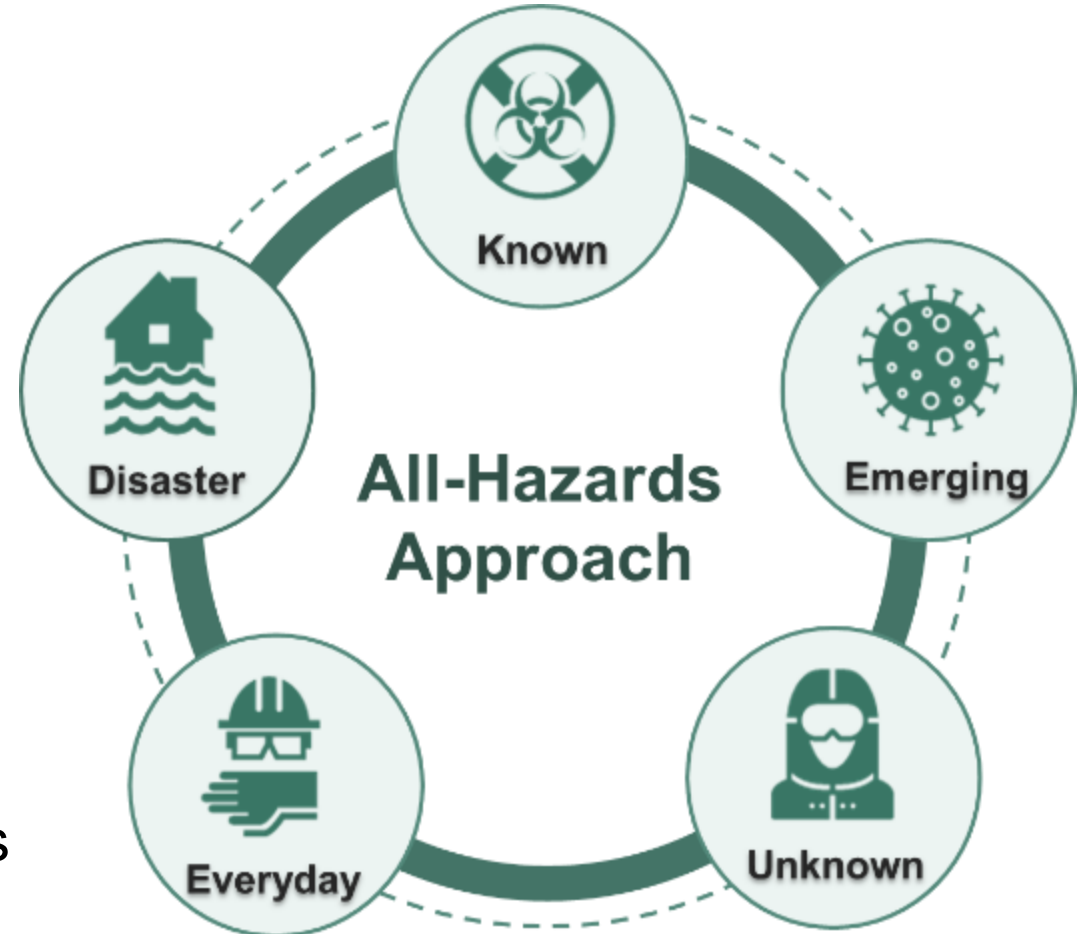 Known
Disaster
Emerging
All-Hazards
Approach
s
Everyday
Unknown